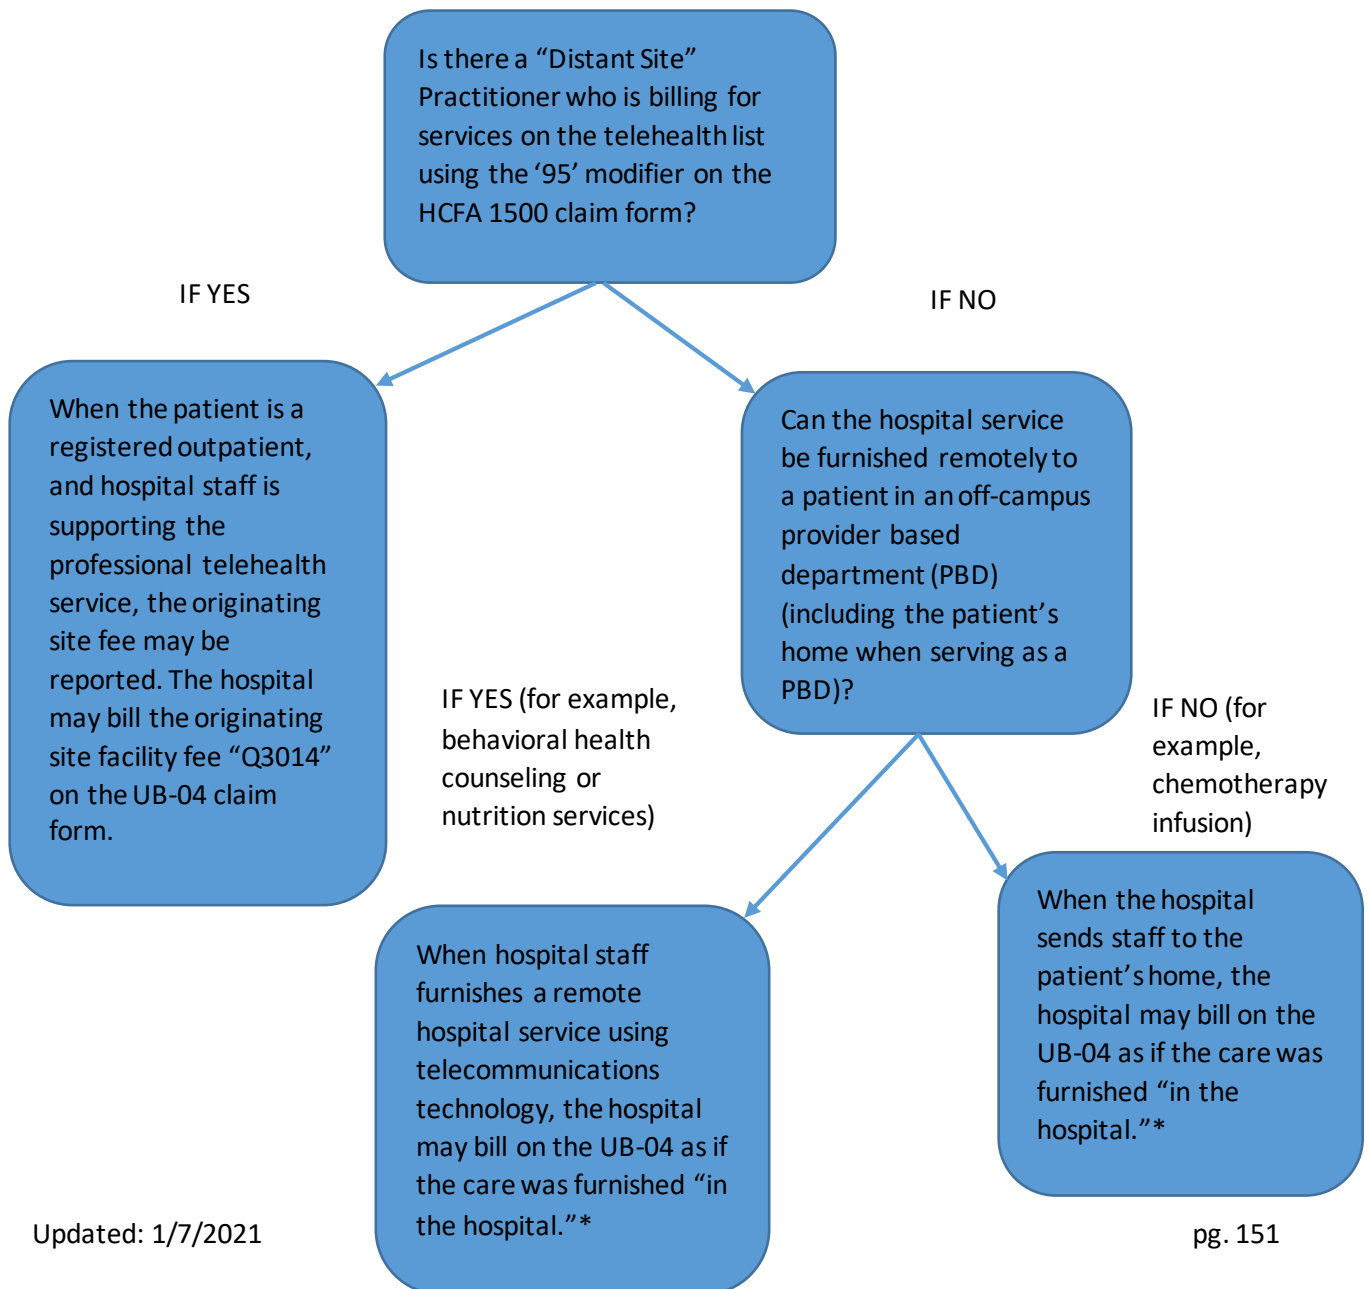 Is there a “Distant Site”
Practitioner who is billing for
services on the telehealth list
using the ‘95’ modifier on the
HCFA 1500 claim form?
IF YES
IF NO
When the patient is a
registered outpatient,
and hospital staff is
supporting the
professional telehealth
service, the originating
site fee may be
reported. The hospital
may bill the originating
site facility fee “Q3014”
on the UB-04 claim
form.
Can the hospital service
be furnished remotely to
a patient in an off-campus
provider based
department (PBD)
(including the patient’s
home when serving as a
PBD)?
IF YES (for example,
behavioral health
counseling or
nutrition services)
IF NO (for
example,
chemotherapy
infusion)
When hospital staff
furnishes a remote
hospital service using
telecommunications
technology, the hospital
may bill on the UB-04 as if
the care was furnished “in
the hospital.”*
When the hospital
sends staff to the
patient’s home, the
hospital may bill on the
UB-04 as if the care was
furnished “in the
hospital.”*
Updated: 1/7/2021
pg. 151